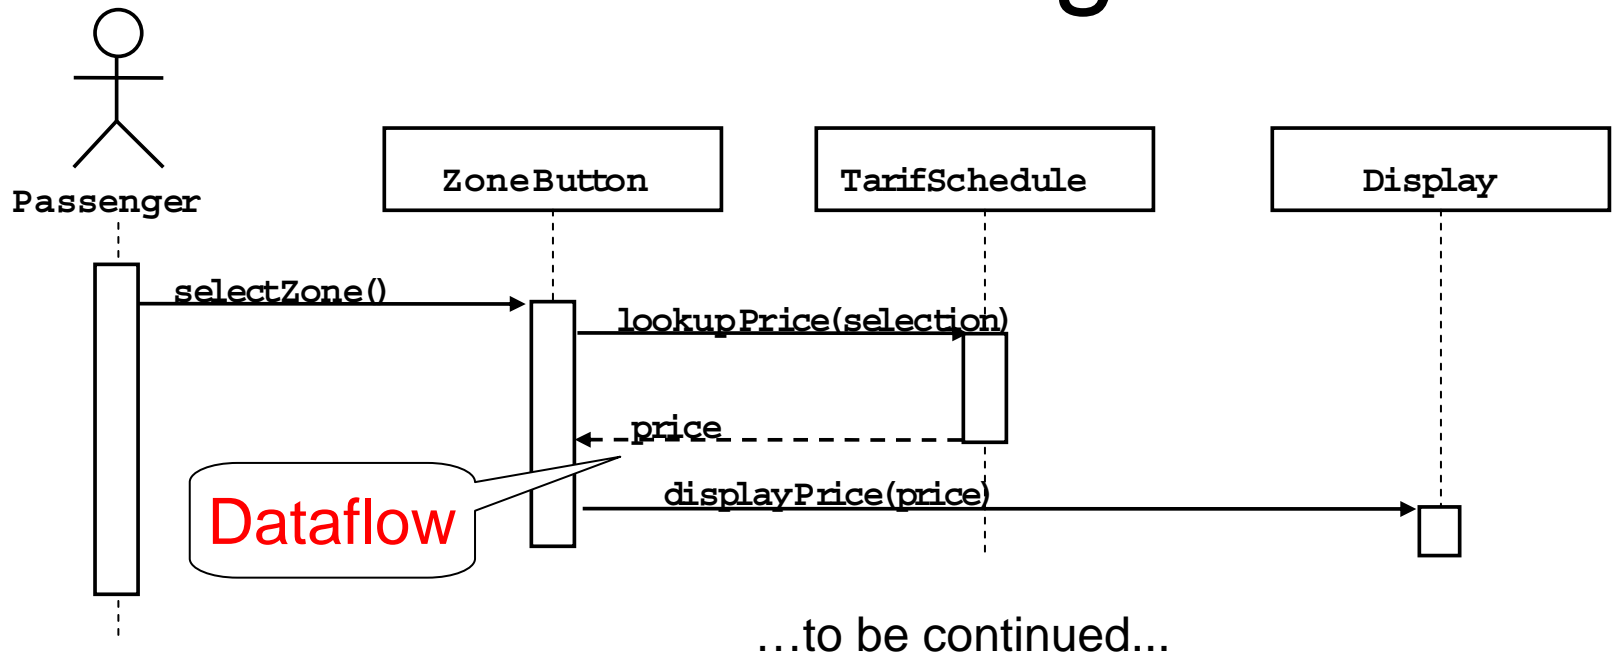 ZoneButton
TarifSchedule
Display
Passenger
selectZone()
lookupPrice(selection)
price
displayPrice(price)
Dataflow
…to be continued...